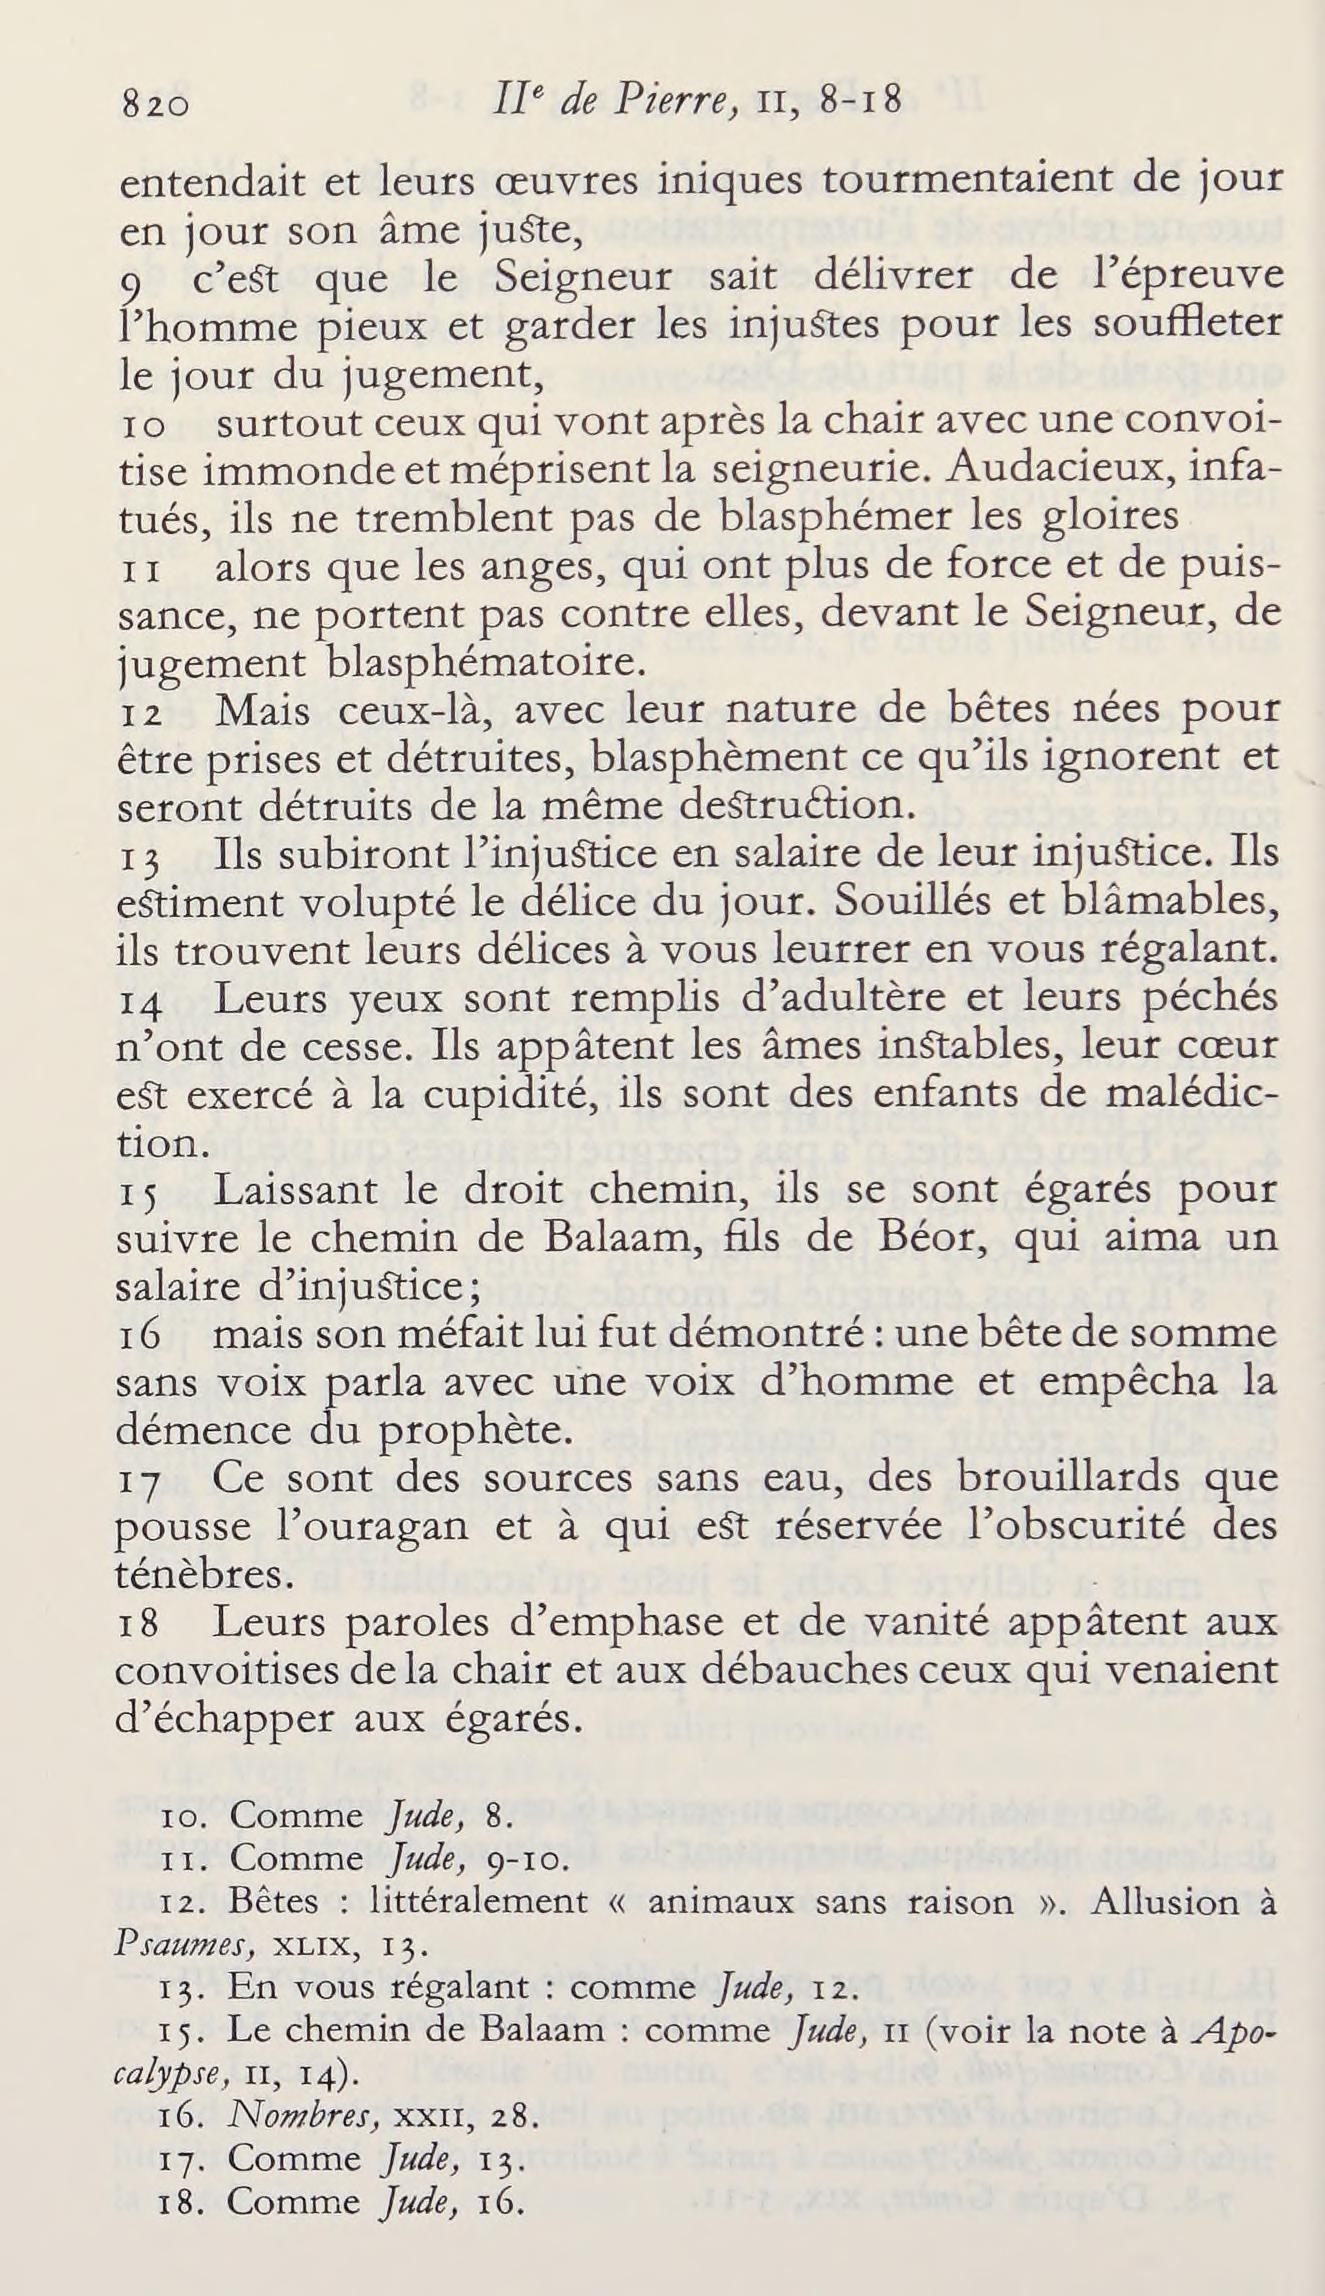 820 IIe de Pierre, II, 8-18
entendait et leurs œuvres iniques tourmentaient de jour
en jour son âme juste,
9 c’est que le Seigneur sait délivrer de l’épreuve
l’homme pieux et garder les injustes pour les souffleter
le jour du jugement,
10 surtout ceux qui vont après la chair avec une convoi-
tise immonde et méprisent la seigneurie. Audacieux, infa-
tués, ils ne tremblent pas de blasphémer les gloires
11 alors que les anges, qui ont plus de force et de puis-
sance, ne portent pas contre elles, devant le Seigneur, de
jugement blasphématoire.
12 Mais ceux-là, avec leur nature de bêtes nées pour
être prises et détruites, blasphèment ce qu’ils ignorent et
seront détruits de la même destruction.
13 Ils subiront l’injustice en salaire de leur injustice. Ils
estiment volupté le délice du jour. Souillés et blâmables,
ils trouvent leurs délices à vous leurrer en vous régalant.
14 Leurs yeux sont remplis d’adultère et leurs péchés
n’ont de cesse. Ils appâtent les âmes instables, leur cœur
est exercé à la cupidité, ils sont des enfants de malédic-
tion.
15 Laissant le droit chemin, ils se sont égarés pour
suivre le chemin de Balaam, fils de Béor, qui aima un
salaire d’injustice;
16 mais son méfait lui fut démontré : une bête de somme
sans voix parla avec une voix d’homme et empêcha la
démence du prophète.
17 Ce sont des sources sans eau, des brouillards que
pousse l’ouragan et à qui est réservée l’obscurité des
ténèbres.
18 Leurs paroles d’emphase et de vanité appâtent aux
convoitises de la chair et aux débauches ceux qui venaient
d’échapper aux égarés.
10. Comme Jude, 8.
11. Comme Jude, 9-10.
12. Bêtes : littéralement « animaux sans raison ». Allusion à
Psaumes, XLIX, 13.
13. En vous régalant : comme Jude, 12.
15. Le chemin de Balaam : comme Jude, 11 (voir la note à Apo-
calypse, II, 14).
16. Nombres, XXII, 28.
17. Comme Jude, 13.
18. Comme Jude, 16.